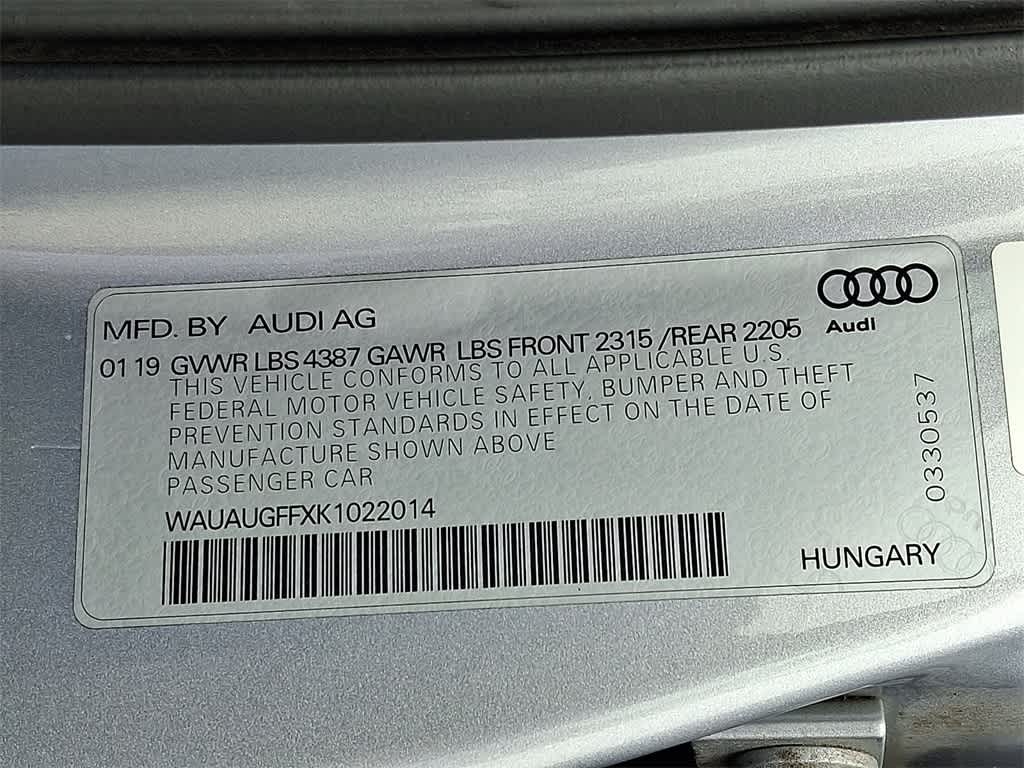 MFD. BY AUDI AG
Audi
01 19 GVWR LBS 4387 GAWR LBS FRONT 2315 /REAR 2205
THIS VEHICLE CONFORMS TO ALL APPLICABLE U.S.
FEDERAL MOTOR VEHICLE SAFETY, BUMPER AND THEFT
PREVENTION STANDARDS IN EFFECT ON THE DATE OF
MANUFACTURE SHOWN ABOVE
PASSENGER CAR
0330537
WAUAUGFFXK1022014
HUNGARY